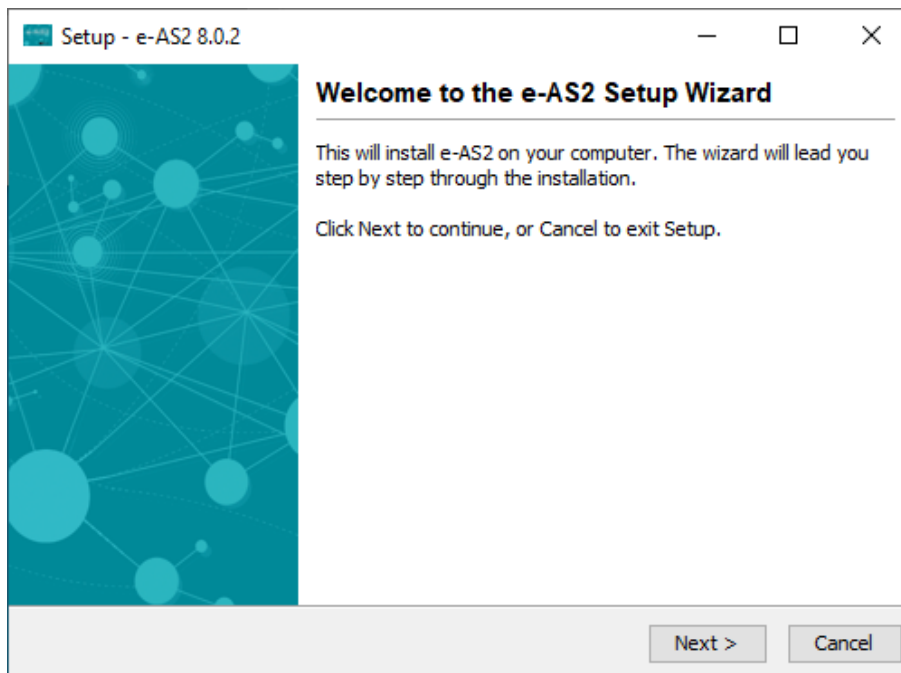 Setup - e-AS2 8.0.2
Welcome to the e-AS2 Setup Wizard
This will install e-AS2 on your computer. The wizard will lead you
step by step through the installation.
Click Next to continue, or Cancel to exit Setup.
Next > Cancel